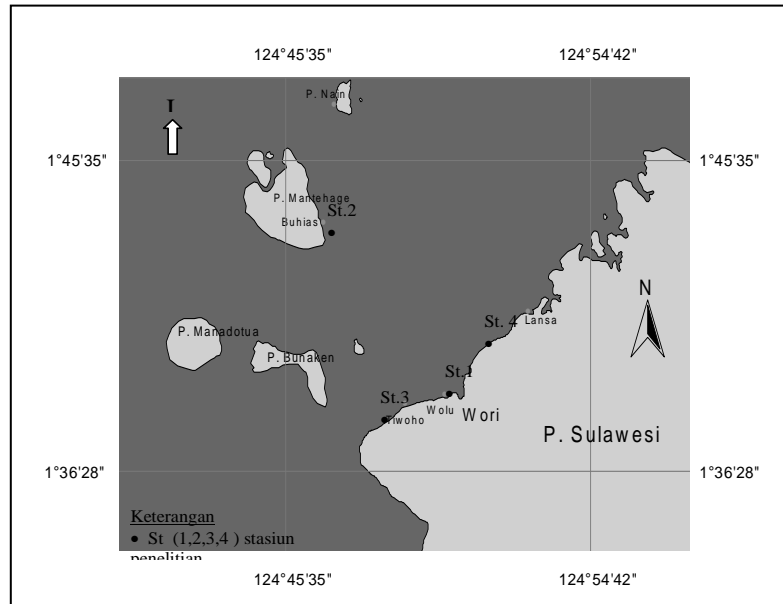 124°45'35" 124°54'42"
P. Nain
1°45'35" 1°45'35"
P. Mantehage
St.2
Buhias
N
Lansa
St. 4
P. Manadotua
P. Bunaken
St.1
St.3
Wolu
Wori
Tiwoho
P. Sulawesi
1°36'28" 1°36'28"
Keterangan
• St (1,2,3,4 ) stasiun
penelitian
124°45'35" 124°54'42"